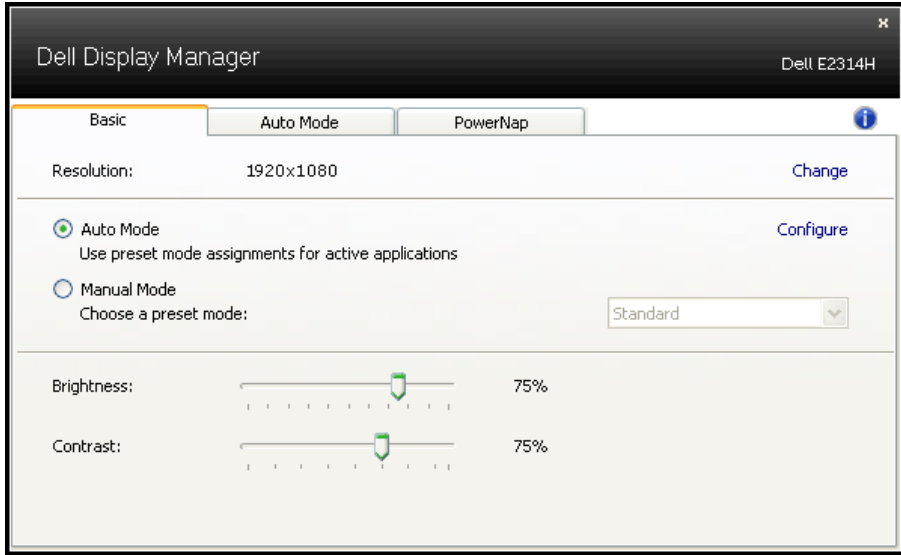 x
Dell Display Manager
Dell E2314H
Basic Auto Mode PowerNap i
Resolution: 1920x1080 Change
Auto Mode Configure
Use preset mode assignments for active applications
Manual Mode
Choose a preset mode: Standard
Brightness: 75%
Contrast: 75%